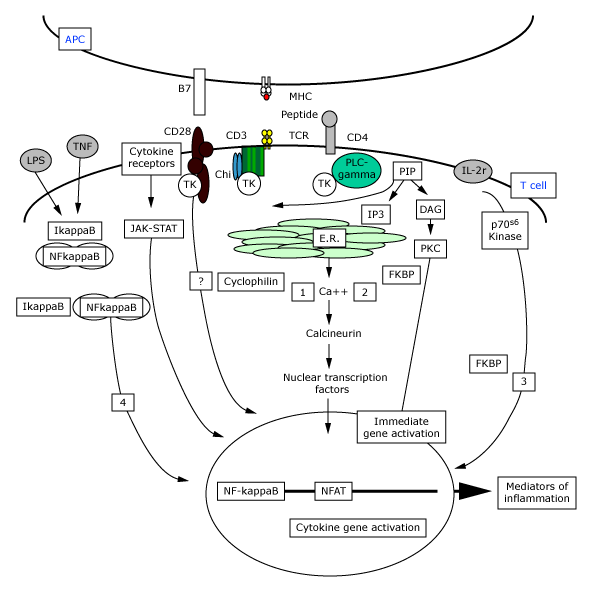 APC
B7
MHC
Peptide
CD28
CD3
TCR
CD4
LPS
TNF
Cytokine
receptors
Chi
TK
TK
TK
PLC-
gamma
PIP
IL-2r
T cell
IkappaB
NFkappaB
JAK-STAT
IP3
DAG
p70s6
Kinase
E.R.
PKC
?
Cyclophilin
1
Ca++
2
FKBP
IkappaB
NFkappaB
Calcineurin
FKBP
3
Nuclear transcription
factors
4
Immediate
gene activation
NF-kappaB
NFAT
Mediators of
inflammation
Cytokine gene activation